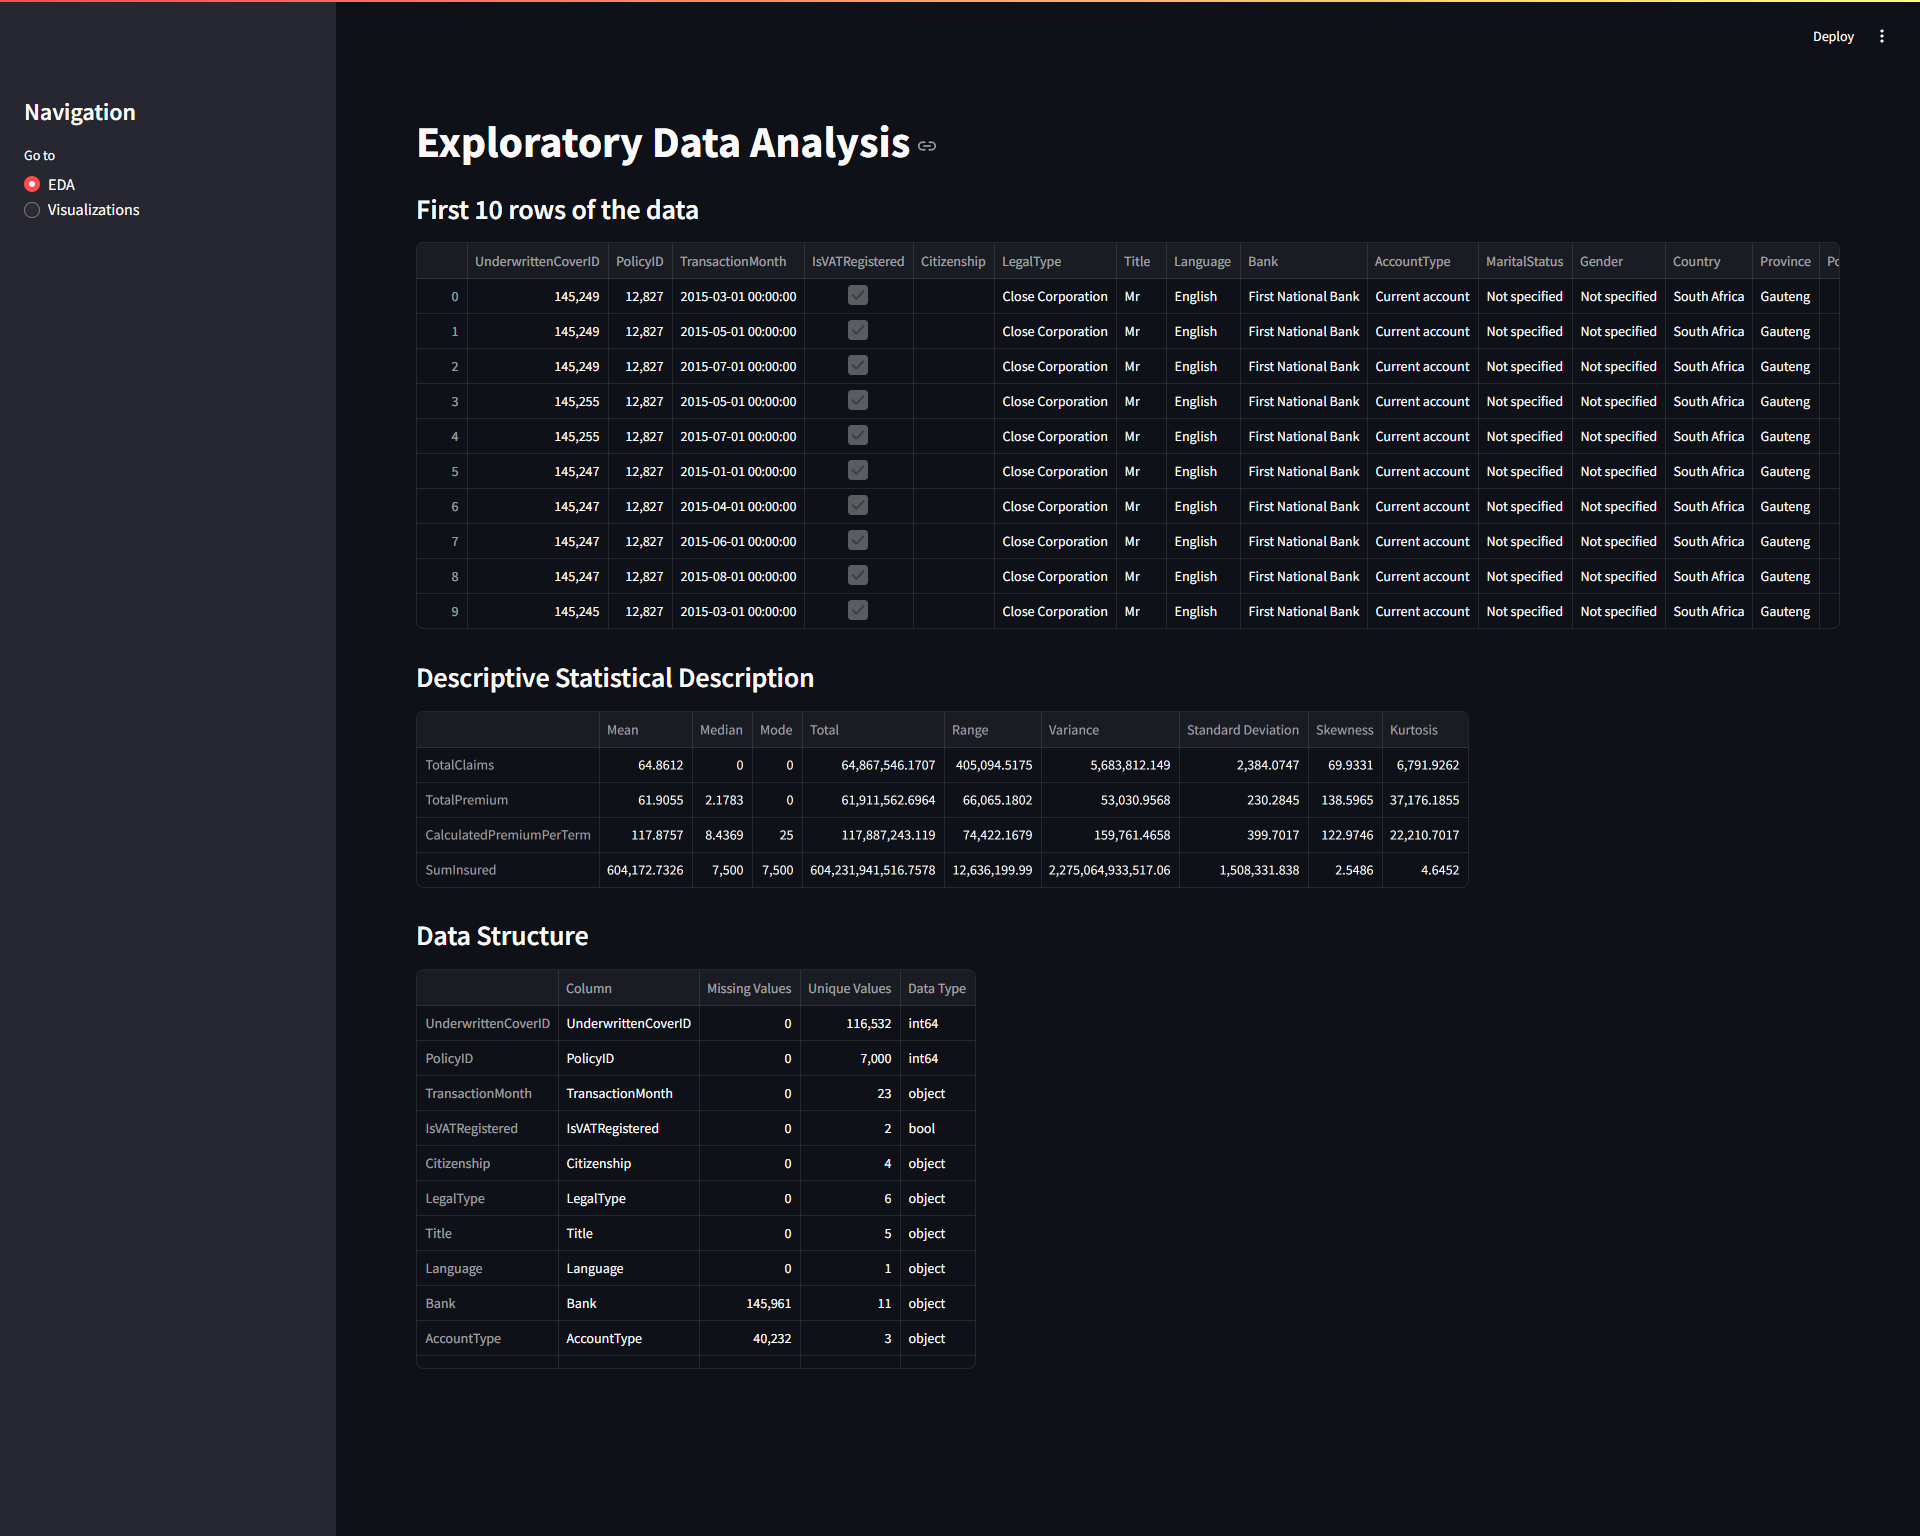 Deploy
Navigation
Go to
EDA
Visualizations
Exploratory Data Analysis
First 10 rows of the data
UnderwrittenCoverID PolicyID TransactionMonth IsVATRegistered Citizenship LegalType Title Language Bank AccountType MaritalStatus Gender Country Province Po
0 145,249 12,827 2015-03-01 00:00:00 Close Corporation Mr English First National Bank Current account Not specified Not specified South Africa Gauteng
1 145,249 12,827 2015-05-01 00:00:00 Close Corporation Mr English First National Bank Current account Not specified Not specified South Africa Gauteng
2 145,249 12,827 2015-07-01 00:00:00 Close Corporation Mr English First National Bank Current account Not specified Not specified South Africa Gauteng
3 145,255 12,827 2015-05-01 00:00:00 Close Corporation Mr English First National Bank Current account Not specified Not specified South Africa Gauteng
4 145,255 12,827 2015-07-01 00:00:00 Close Corporation Mr English First National Bank Current account Not specified Not specified South Africa Gauteng
5 145,247 12,827 2015-01-01 00:00:00 Close Corporation Mr English First National Bank Current account Not specified Not specified South Africa Gauteng
6 145,247 12,827 2015-04-01 00:00:00 Close Corporation Mr English First National Bank Current account Not specified Not specified South Africa Gauteng
7 145,247 12,827 2015-06-01 00:00:00 Close Corporation Mr English First National Bank Current account Not specified Not specified South Africa Gauteng
8 145,247 12,827 2015-08-01 00:00:00 Close Corporation Mr English First National Bank Current account Not specified Not specified South Africa Gauteng
9 145,245 12,827 2015-03-01 00:00:00 Close Corporation Mr English First National Bank Current account Not specified Not specified South Africa Gauteng
Descriptive Statistical Description
Mean Median Mode Total Range Variance Standard Deviation Skewness Kurtosis
TotalClaims 64.8612 0 0 64,867,546.1707 405,094.5175 5,683,812.149 2,384.0747 69.9331 6,791.9262
TotalPremium 61.9055 2.1783 0 61,911,562.6964 66,065.1802 53,030.9568 230.2845 138.5965 37,176.1855
CalculatedPremiumPerTerm 117.8757 8.4369 25 117,887,243.119 74,422.1679 159,761.4658 399.7017 122.9746 22,210.7017
SumInsured 604,172.7326 7,500 7,500 604,231,941,516.7578 12,636,199.99 2,275,064,933,517.06 1,508,331.838 2.5486 4.6452
Data Structure
Column Missing Values Unique Values Data Type
UnderwrittenCoverID UnderwrittenCoverID 0 116,532 int64
PolicyID PolicyID 0 7,000 int64
TransactionMonth TransactionMonth 0 23 object
IsVATRegistered IsVATRegistered 0 2 bool
Citizenship Citizenship 0 4 object
LegalType LegalType 0 6 object
Title Title 0 5 object
Language Language 0 1 object
Bank Bank 145,961 11 object
AccountType AccountType 40,232 3 object